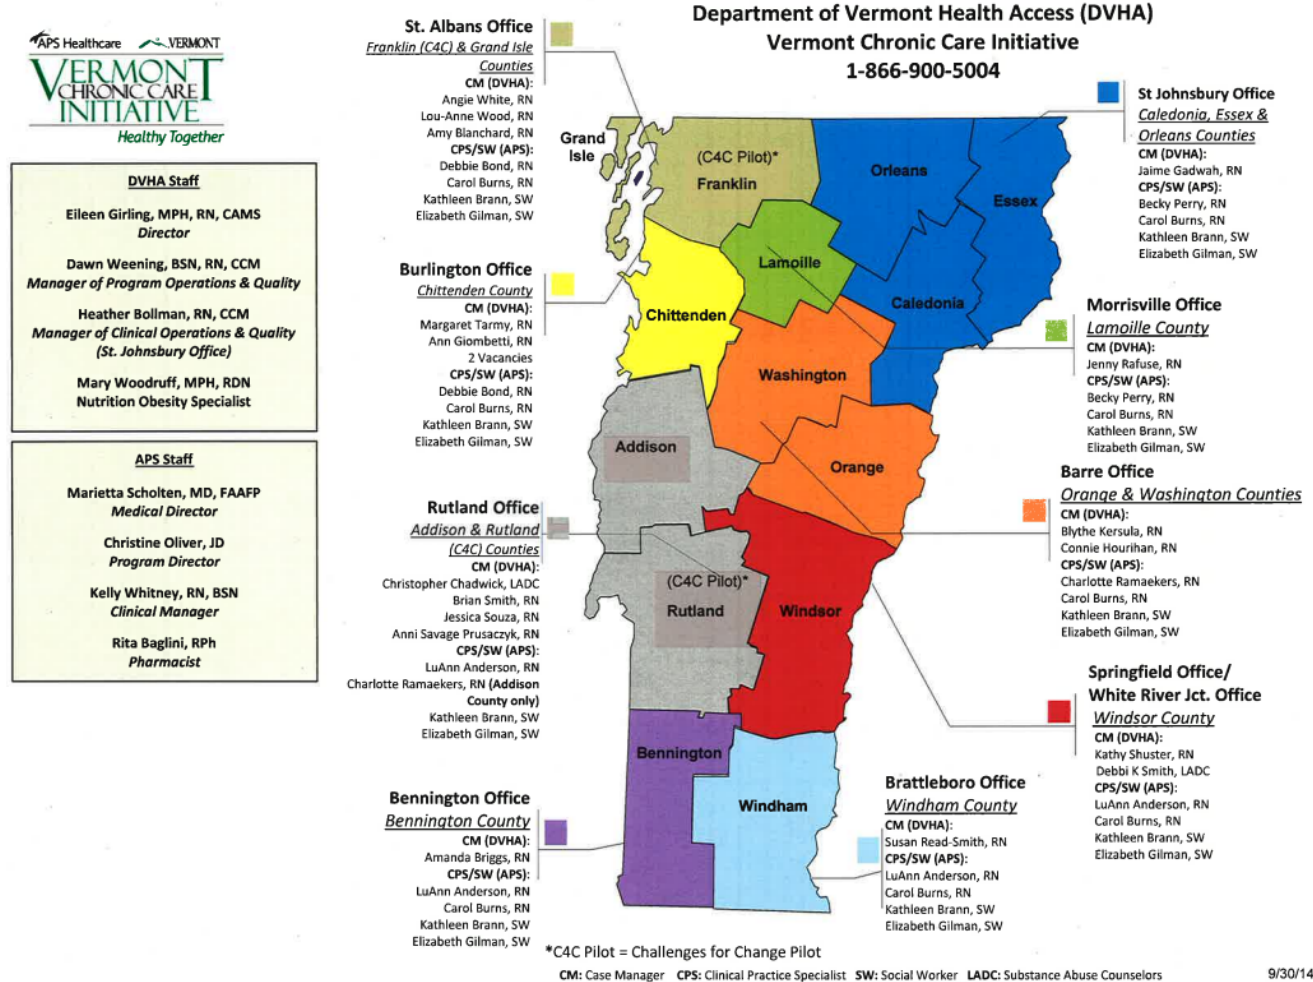 APS Healthcare VERMONT
VERMONT
CHRONIC CARE
INITIATIVE
Healthy Together
DVHA Staff
Eileen Girling, MPH, RN, CAMS
Director
Dawn Weening, BSN, RN, CCM
Manager of Program Operations & Quality
Heather Bollman, RN, CCM
Manager of Clinical Operations & Quality
(St. Johnsbury Office)
Mary Woodruff, MPH, RDN
Nutrition Obesity Specialist
APS Staff
Marietta Scholten, MD, FAAFP
Medical Director
Christine Oliver, JD
Program Director
Kelly Whitney, RN, BSN
Clinical Manager
Rita Baglini, RPh
Pharmacist
Department of Vermont Health Access (DVHA)
Vermont Chronic Care Initiative
1-866-900-5004
St. Albans Office
Franklin (C4C) & Grand Isle
Counties
CM (DVHA):
Angie White, RN
Lou-Anne Wood, RN
Amy Blanchard, RN
CPS/SW (APS):
Debbie Bond, RN
Carol Burns, RN
Kathleen Brann, SW
Elizabeth Gilman, SW
Burlington Office
Chittenden County
CM (DVHA):
Margaret Tarmy, RN
Ann Giombetti, RN
2 Vacancies
CPS/SW (APS):
Debbie Bond, RN
Carol Burns, RN
Kathleen Brann, SW
Elizabeth Gilman, SW
Rutland Office
Addison & Rutland
(C4C) Counties
CM (DVHA):
Christopher Chadwick, LADC
Brian Smith, RN
Jessica Souza, RN
Anni Savage Prusaczyk, RN
CPS/SW (APS):
LuAnn Anderson, RN
Charlotte Ramaekers, RN (Addison
County only)
Kathleen Brann, SW
Elizabeth Gilman, SW
Bennington Office
Bennington County
CM (DVHA):
Amanda Briggs, RN
CPS/SW (APS):
LuAnn Anderson, RN
Carol Burns, RN
Kathleen Brann, SW
Elizabeth Gilman, SW
Grand
Isle
(C4C Pilot)*
Franklin
Orleans
Essex
Lamoille
Caledonia
Chittenden
Washington
Addison
Orange
(C4C Pilot)*
Rutland
Windsor
Bennington
Windham
St Johnsbury Office
Caledonia, Essex &
Orleans Counties
CM (DVHA):
Jaime Gadwah, RN
CPS/SW (APS):
Becky Perry, RN
Carol Burns, RN
Kathleen Brann, SW
Elizabeth Gilman, SW
Morrisville Office
Lamoille County
CM (DVHA):
Jenny Rafuse, RN
CPS/SW (APS):
Becky Perry, RN
Carol Burns, RN
Kathleen Brann, SW
Elizabeth Gilman, SW
Barre Office
Orange & Washington Counties
CM (DVHA):
Blythe Kersula, RN
Connie Hourihan, RN
CPS/SW (APS):
Charlotte Ramaekers, RN
Carol Burns, RN
Kathleen Brann, SW
Elizabeth Gilman, SW
Springfield Office/
White River Jct. Office
Windsor County
CM (DVHA):
Kathy Shuster, RN
Debbi K Smith, LADC
CPS/SW (APS):
LuAnn Anderson, RN
Carol Burns, RN
Kathleen Brann, SW
Elizabeth Gilman, SW
Brattleboro Office
Windham County
CM (DVHA):
Susan Read-Smith, RN
CPS/SW (APS):
LuAnn Anderson, RN
Carol Burns, RN
Kathleen Brann, SW
Elizabeth Gilman, SW
*C4C Pilot = Challenges for Change Pilot
CM: Case Manager CPS: Clinical Practice Specialist SW: Social Worker LADC: Substance Abuse Counselors
9/30/14